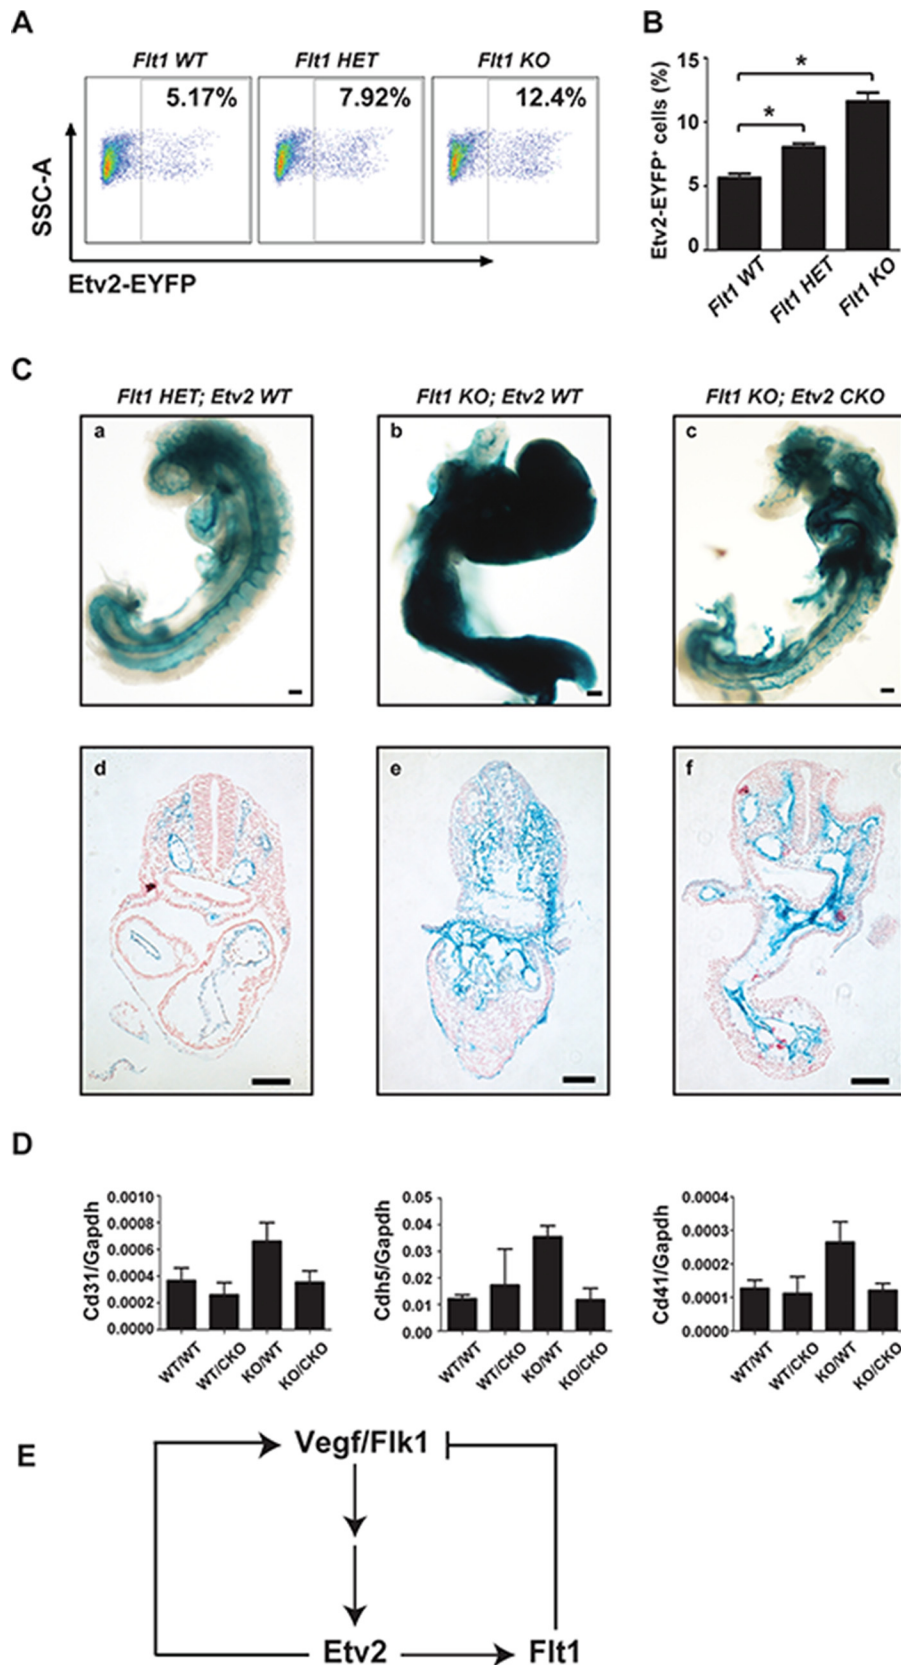 A
Flt1 WT
Flt1 HET
Flt1 KO
5.17%
7.92%
12.4%
SSC-A
Etv2-EYFP
B
Etv2-EYFP+ cells (%)
15
10
5
0
*
*
Flt1 WT
Flt1 HET
Flt1 KO
C
Flt1 HET; Etv2 WT
Flt1 KO; Etv2 WT
Flt1 KO; Etv2 CKO
a
b
c
d
e
f
D
Cd31/Gapdh
0.0010
0.0008
0.0006
0.0004
0.0002
0.0000
WT/WT
WT/CKO
KO/WT
KO/CKO
Cdh5/Gapdh
0.05
0.04
0.03
0.02
0.01
0.00
WT/WT
WT/CKO
KO/WT
KO/CKO
Cd41/Gapdh
0.0004
0.0003
0.0002
0.0001
0.0000
WT/WT
WT/CKO
KO/WT
KO/CKO
E
Vegf/Flk1
Etv2
Flt1